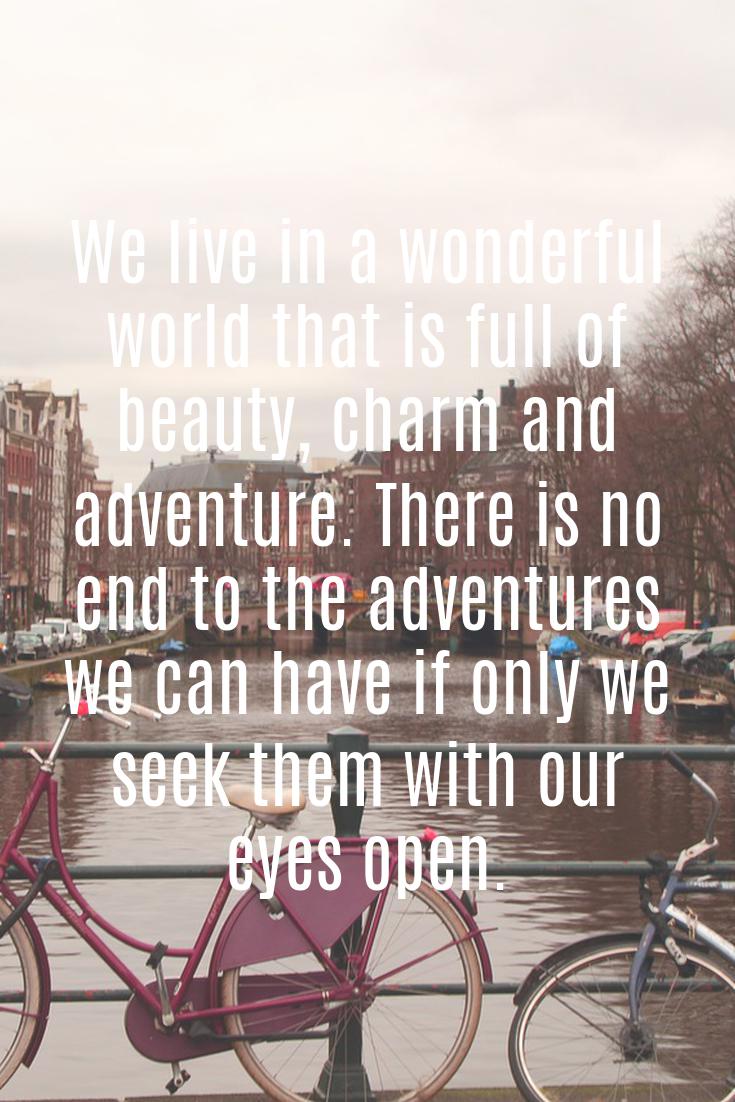 We live in a wonderful
world that is full of
beauty, charm and
adventure. There is no
end to the adventures
we can have if only we
seek them with our
eyes open.